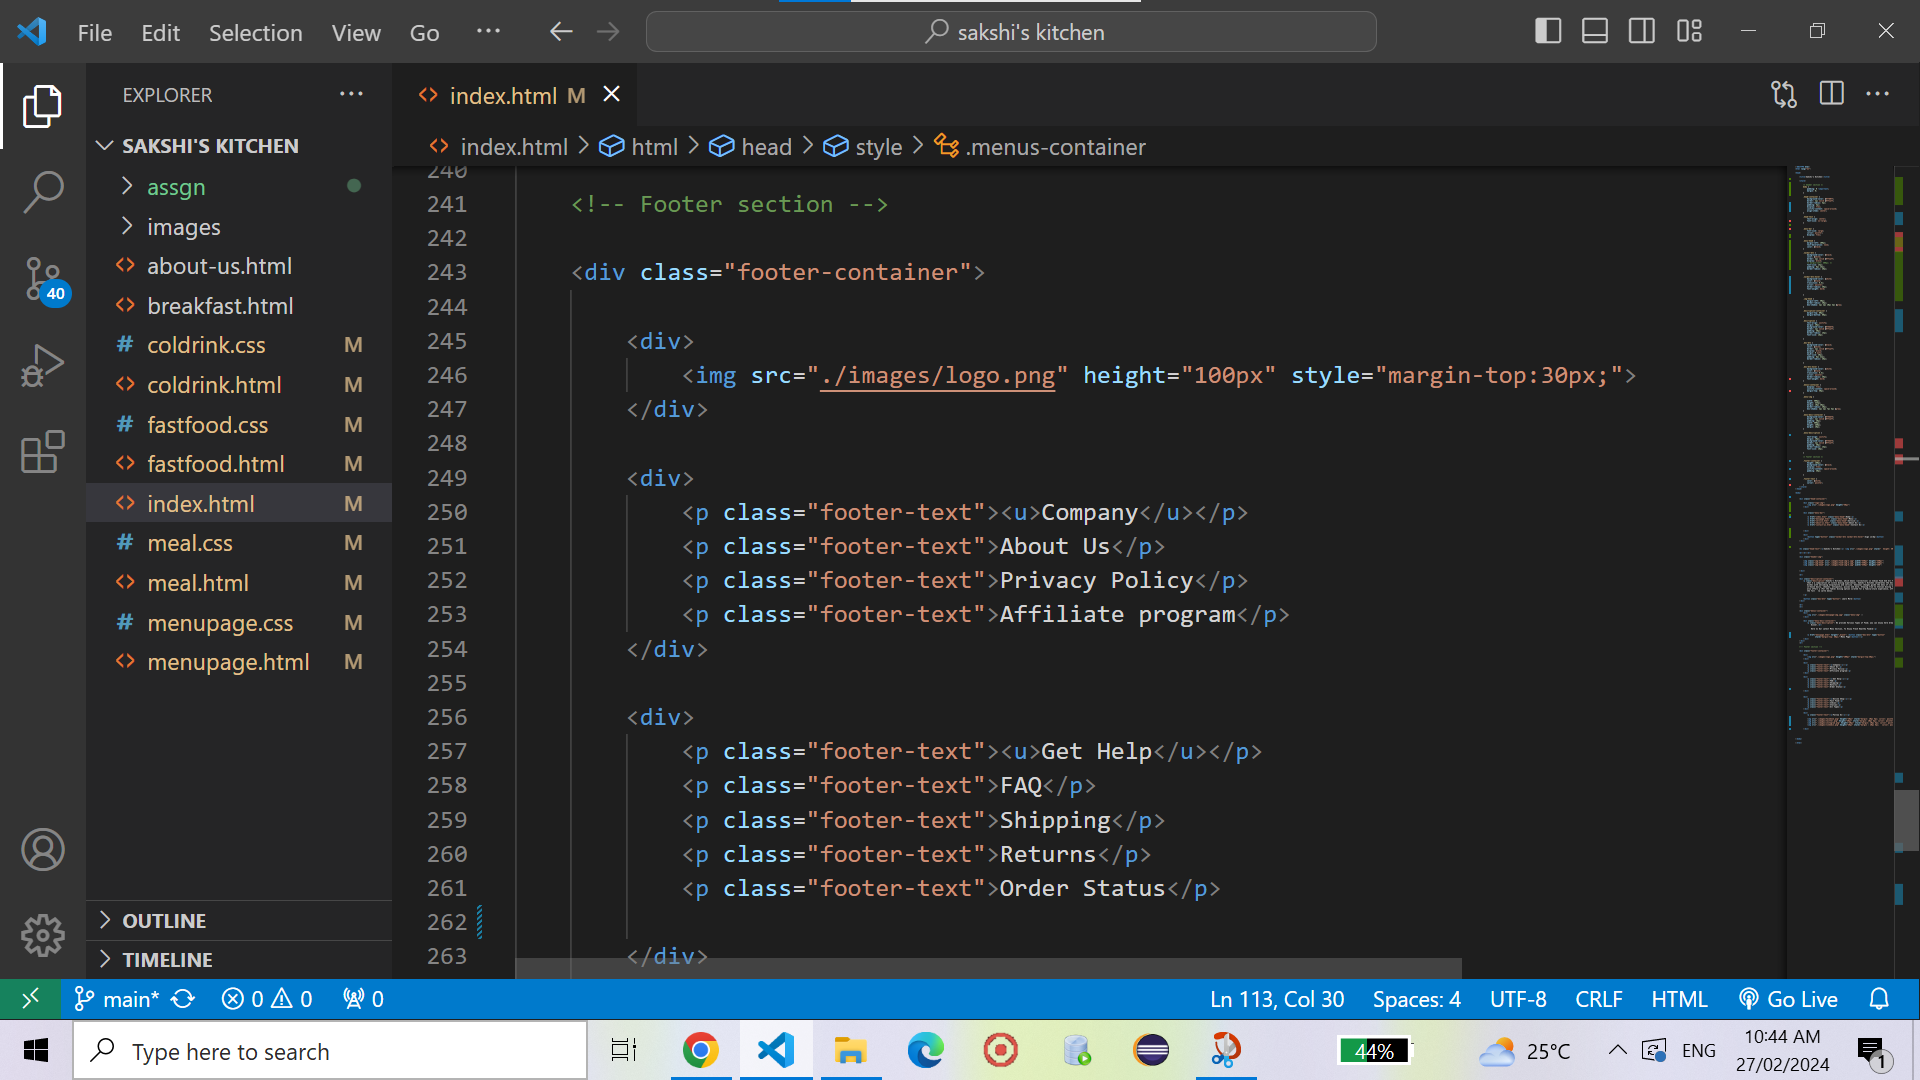 File Edit Selection View Go ··· sakshi's kitchen
EXPLORER ···
SAKSHI'S KITCHEN
assgn
images
about-us.html
breakfast.html
coldrink.css M
coldrink.html M
fastfood.css M
fastfood.html M
index.html M
meal.css M
meal.html M
menupage.css M
menupage.html M
OUTLINE
TIMELINE
40
index.html M
index.html > html > head > style > .menus-container
240
241 <!-- Footer section -->
242
243 <div class="footer-container">
244
245 <div>
246 <img src="./images/logo.png" height="100px" style="margin-top:30px;">
247 </div>
248
249 <div>
250 <p class="footer-text"><u>Company</u></p>
251 <p class="footer-text">About Us</p>
252 <p class="footer-text">Privacy Policy</p>
253 <p class="footer-text">Affiliate program</p>
254 </div>
255
256 <div>
257 <p class="footer-text"><u>Get Help</u></p>
258 <p class="footer-text">FAQ</p>
259 <p class="footer-text">Shipping</p>
260 <p class="footer-text">Returns</p>
261 <p class="footer-text">Order Status</p>
262
263 </div>
main* 0 0 0 Ln 113, Col 30 Spaces: 4 UTF-8 CRLF HTML Go Live
Type here to search 44% 25°C ENG 10:44 AM
27/02/2024 1